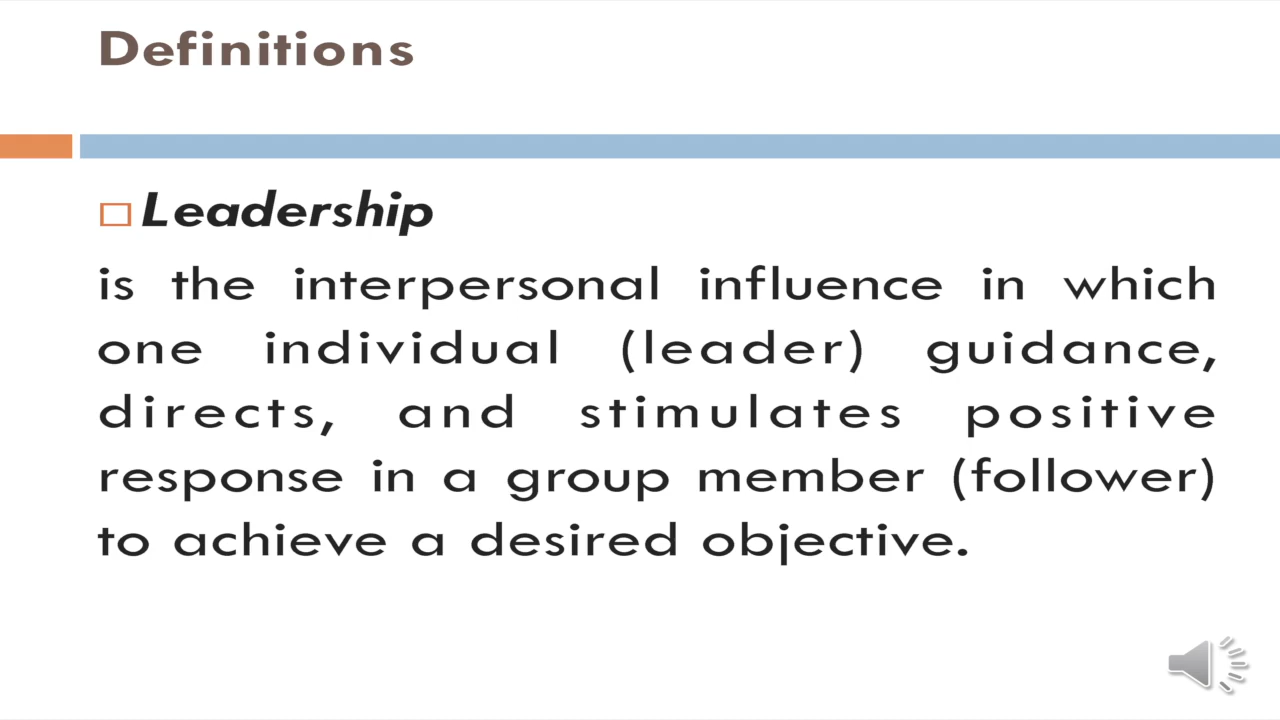 Definitions
Leadership
is the interpersonal influence in which
one individual (leader) guidance,
directs, and stimulates positive
response in a group member (follower)
to achieve a desired objective.